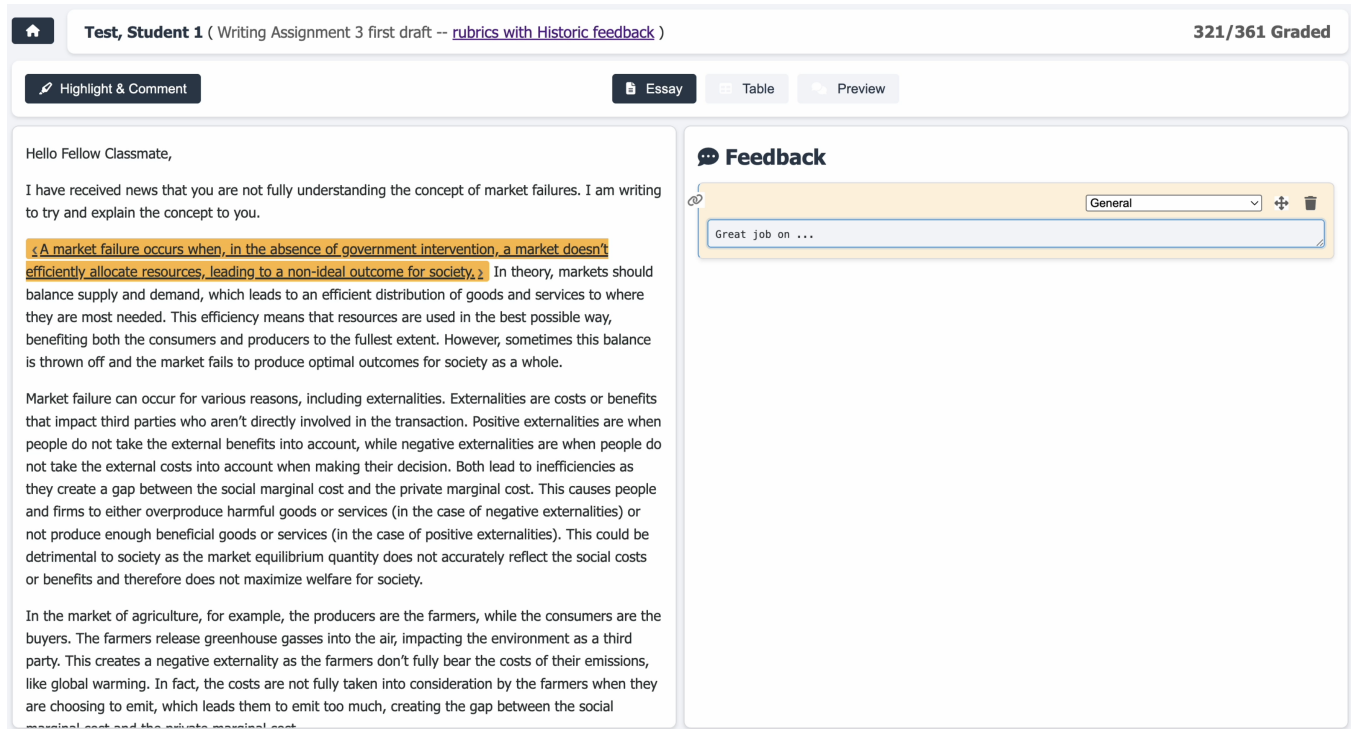 Test, Student 1 ( Writing Assignment 3 first draft -- rubrics with Historic feedback )
321/361 Graded
Highlight & Comment
Essay
Table
Preview
Hello Fellow Classmate,
I have received news that you are not fully understanding the concept of market failures. I am writing
to try and explain the concept to you.
‹ A market failure occurs when, in the absence of government intervention, a market doesn’t
efficiently allocate resources, leading to a non-ideal outcome for society. › In theory, markets should
balance supply and demand, which leads to an efficient distribution of goods and services to where
they are most needed. This efficiency means that resources are used in the best possible way,
benefiting both the consumers and producers to the fullest extent. However, sometimes this balance
is thrown off and the market fails to produce optimal outcomes for society as a whole.
Market failure can occur for various reasons, including externalities. Externalities are costs or benefits
that impact third parties who aren’t directly involved in the transaction. Positive externalities are when
people do not take the external benefits into account, while negative externalities are when people do
not take the external costs into account when making their decision. Both lead to inefficiencies as
they create a gap between the social marginal cost and the private marginal cost. This causes people
and firms to either overproduce harmful goods or services (in the case of negative externalities) or
not produce enough beneficial goods or services (in the case of positive externalities). This could be
detrimental to society as the market equilibrium quantity does not accurately reflect the social costs
or benefits and therefore does not maximize welfare for society.
In the market of agriculture, for example, the producers are the farmers, while the consumers are the
buyers. The farmers release greenhouse gasses into the air, impacting the environment as a third
party. This creates a negative externality as the farmers don’t fully bear the costs of their emissions,
like global warming. In fact, the costs are not fully taken into consideration by the farmers when they
are choosing to emit, which leads them to emit too much, creating the gap between the social
marginal cost and the private marginal cost.
Feedback
General
Great job on ...